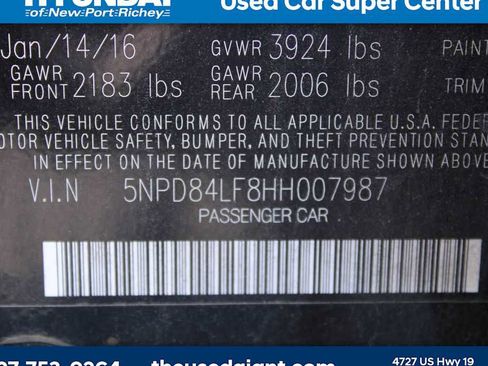 HYUNDAI
of New Port Richey
Used Car Super Center
Jan/14/16 GVWR 3924 lbs PAINT
GAWR FRONT 2183 lbs GAWR REAR 2006 lbs TRIM
THIS VEHICLE CONFORMS TO ALL APPLICABLE U.S.A. FEDER
MOTOR VEHICLE SAFETY, BUMPER, AND THEFT PREVENTION STAN
IN EFFECT ON THE DATE OF MANUFACTURE SHOWN ABOVE.
V.I.N 5NPD84LF8HH007987
PASSENGER CAR
4727 US Hwy 19